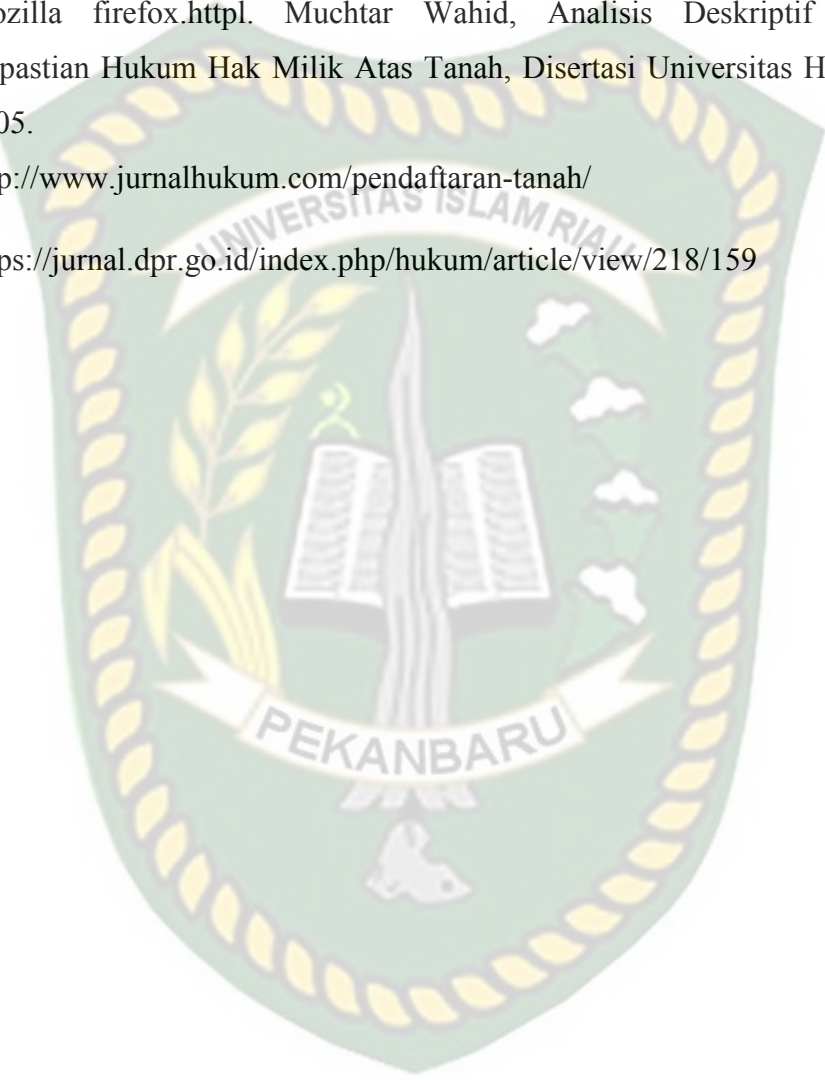 ozilla firefox.httpl. Muchtar Wahid, Analisis Deskriptif
pastian Hukum Hak Milik Atas Tanah, Disertasi Universitas H
05.
p://www.jurnalhukum.com/pendaftaran-tanah/
UNIVERSITAS ISLAM RIAU
ps://jurnal.dpr.go.id/index.php/hukum/article/view/218/159
PEKANBARU